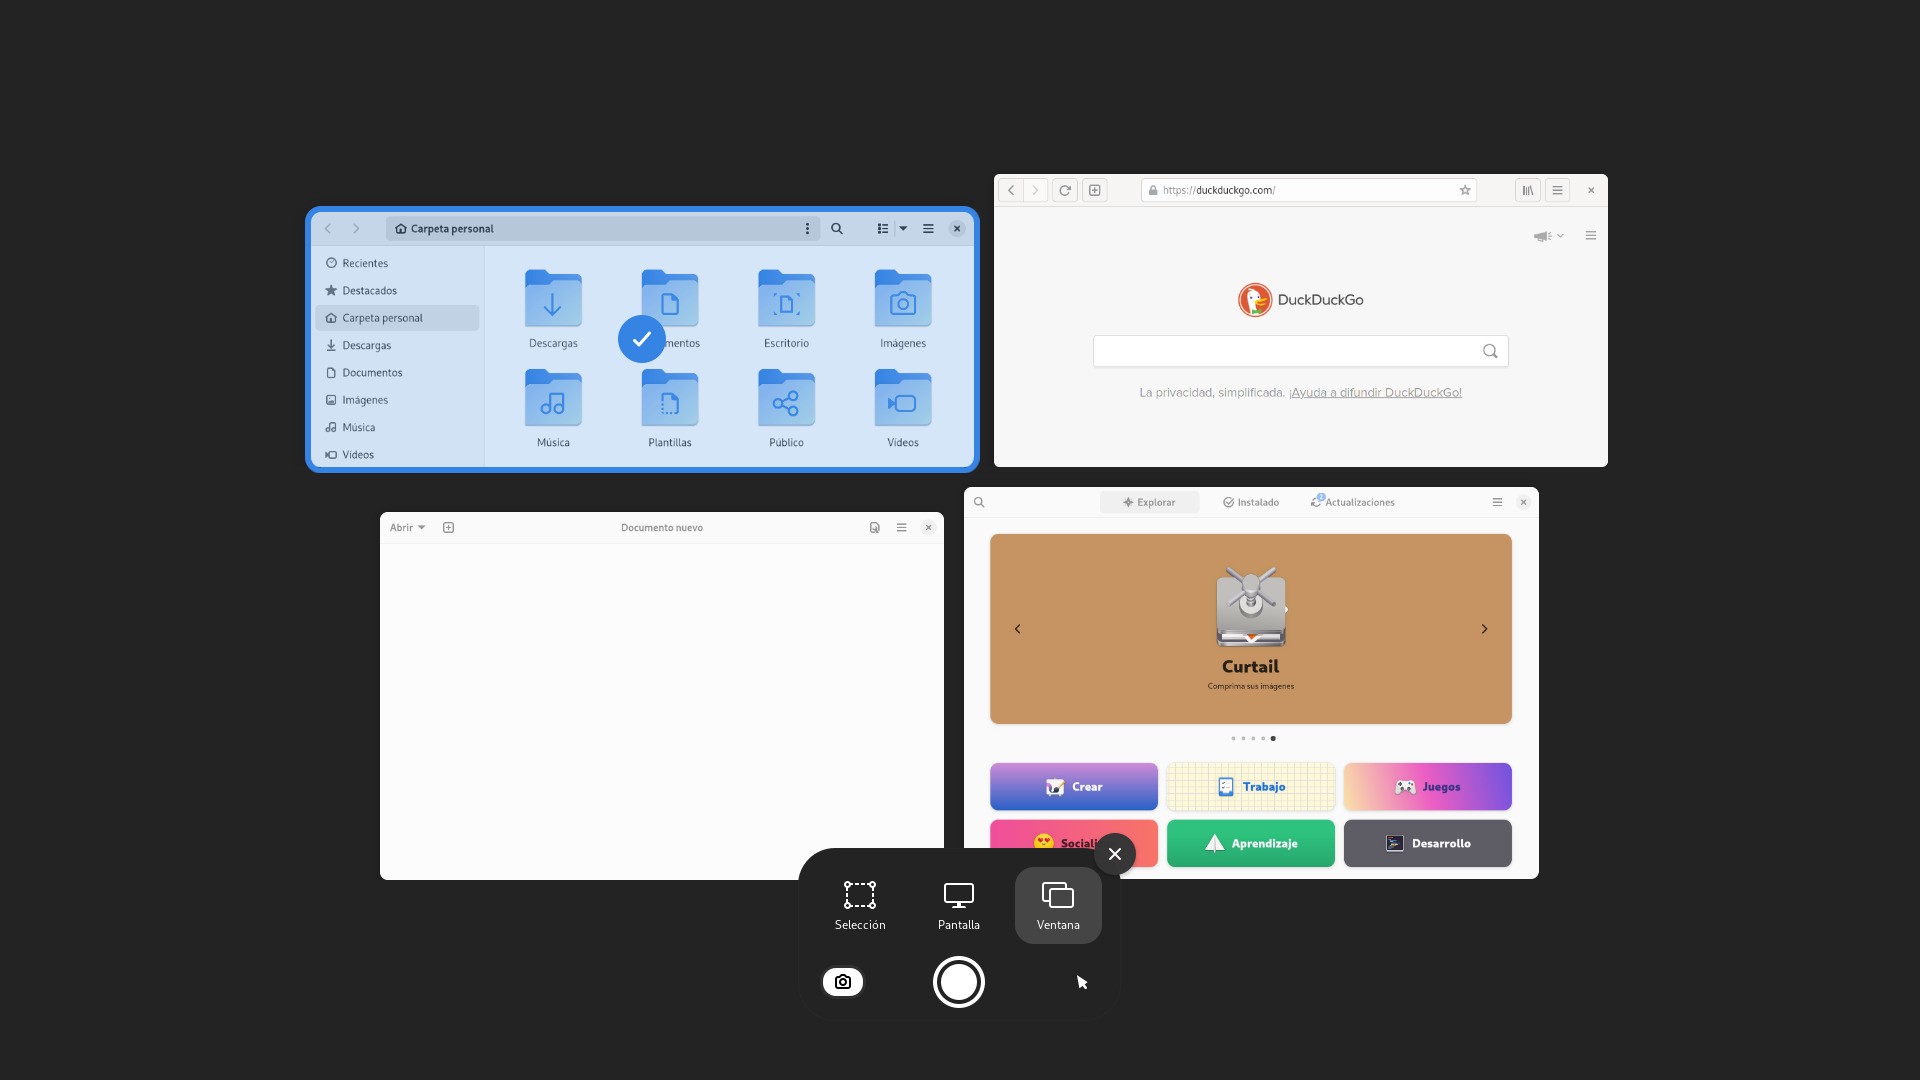 Carpeta personal
Recientes
Destacados
Carpeta personal
Descargas
Documentos
Imágenes
Música
Vídeos
Descargas
mentos
Escritorio
Imágenes
Música
Plantillas
Público
Vídeos
https://duckduckgo.com/
DuckDuckGo
La privacidad, simplificada. ¡Ayuda a difundir DuckDuckGo!
Abrir
Documento nuevo
Explorar
Instalado
Actualizaciones
Curtail
Comprima sus imágenes
Crear
Trabajo
Juegos
Sociali
Aprendizaje
Desarrollo
Selección
Pantalla
Ventana